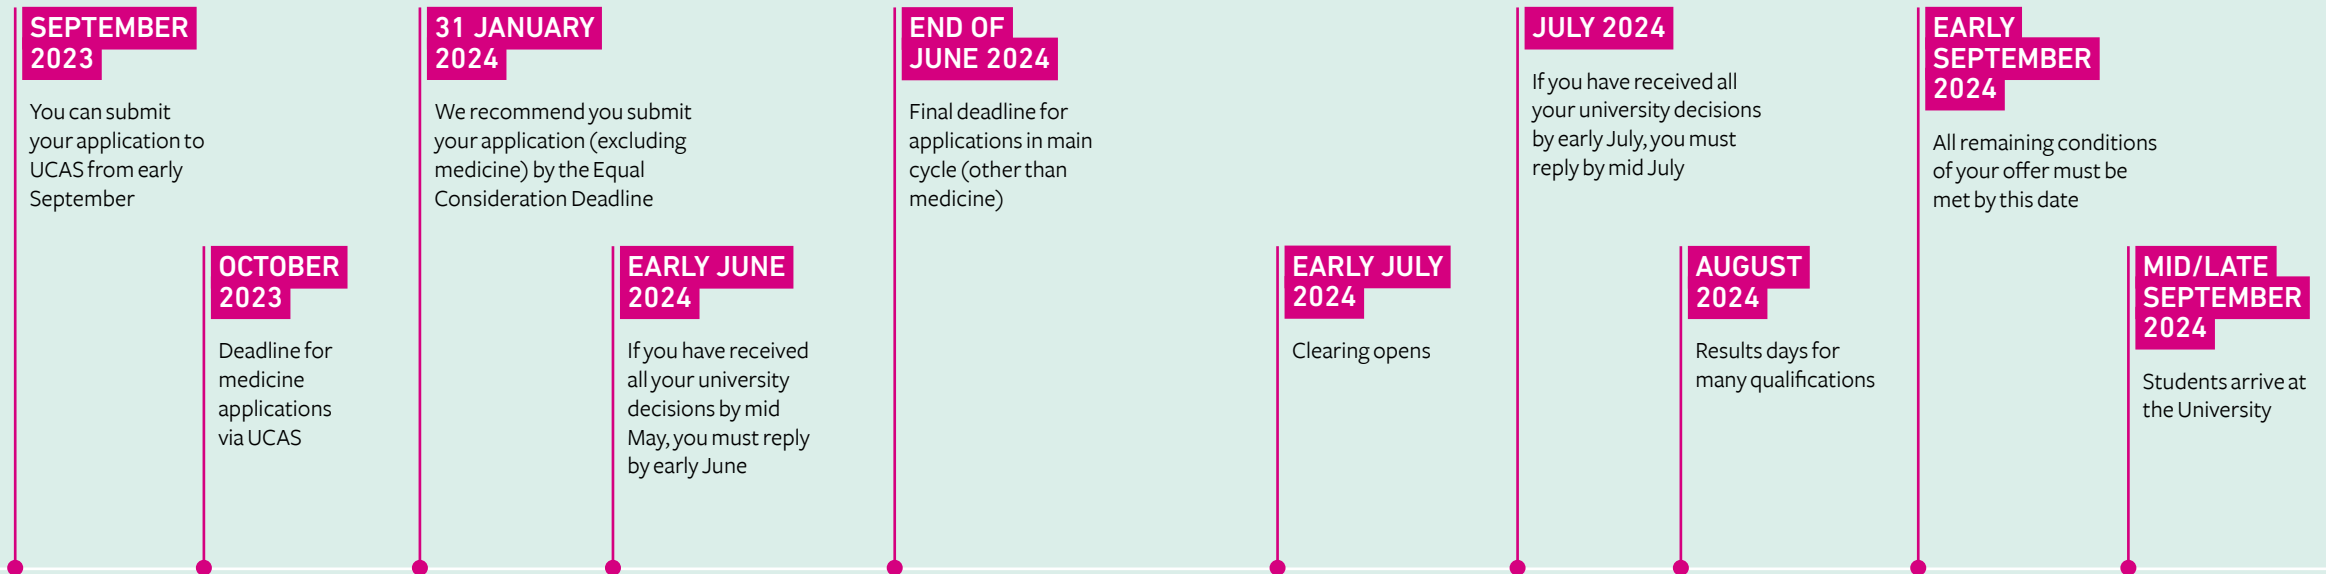 SEPTEMBER
2023
You can submit
your application to
UCAS from early
September
OCTOBER
2023
Deadline for
medicine
applications
via UCAS
31 JANUARY
2024
We recommend you submit
your application (excluding
medicine) by the Equal
Consideration Deadline
EARLY JUNE
2024
If you have received
all your university
decisions by mid
May, you must reply
by early June
END OF
JUNE 2024
Final deadline for
applications in main
cycle (other than
medicine)
EARLY JULY
2024
Clearing opens
JULY 2024
If you have received all
your university decisions
by early July, you must
reply by mid July
AUGUST
2024
Results days for
many qualifications
EARLY
SEPTEMBER
2024
All remaining conditions
of your offer must be
met by this date
MID/LATE
SEPTEMBER
2024
Students arrive at
the University